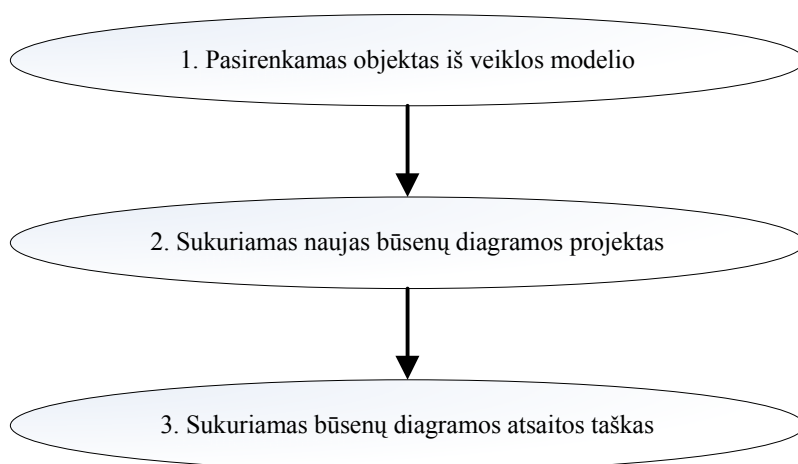 1. Pasirenkamas objektas iš veiklos modelio
2. Sukuriamas naujas būsenų diagramos projektas
3. Sukuriamas būsenų diagramos atsaitos taškas